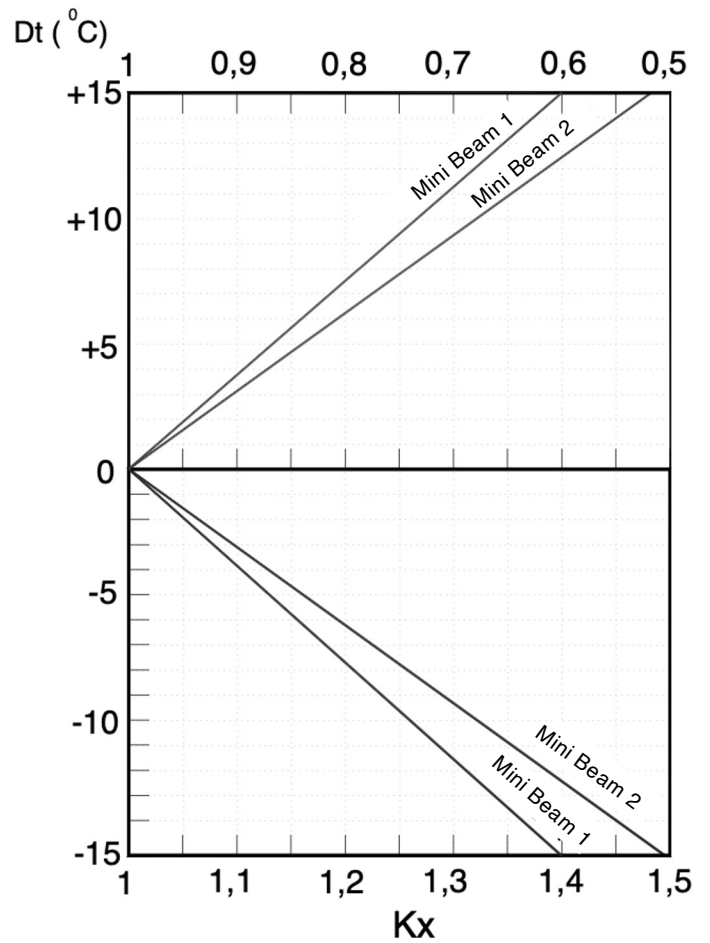 Dt ( °C)
1 0,9 0,8 0,7 0,6 0,5
+15
Mini Beam 1
Mini Beam 2
+10
+5
0
-5
-10
Mini Beam 2
Mini Beam 1
-15
1 1,1 1,2 1,3 1,4 1,5
Kx